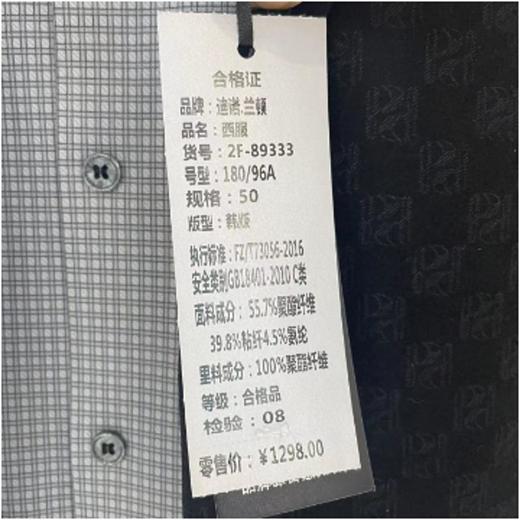 合格证
品牌：迪诺.兰顿
品名：西服
货号：2F-89333
号型：180/96A
规格：50
版型：韩版
执行标准：FZ/T73056-2016
安全类别GB18401-2010 C类
面料成分：55.7%聚酯纤维
39.8%粘纤4.5%氨纶
里料成分：100%聚酯纤维
等级：合格品
检验：08
零售价：¥1298.00